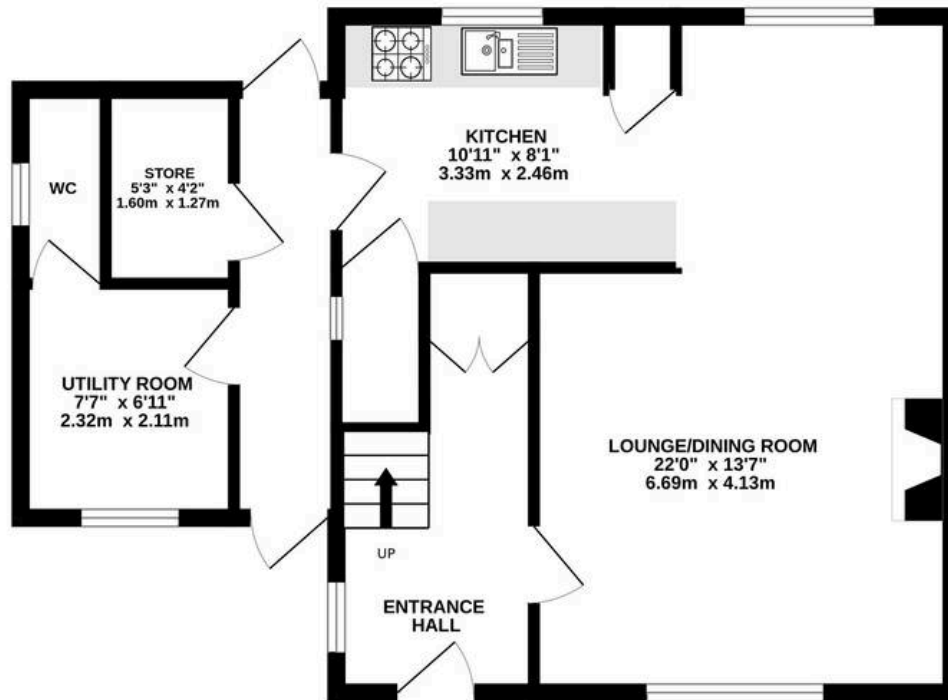 KITCHEN
10'11" x 8'1"
3.33m x 2.46m
STORE
5'3" x 4'2"
1.60m x 1.27m
WC
UTILITY ROOM
7'7" x 6'11"
2.32m x 2.11m
LOUNGE/DINING ROOM
22'0" x 13'7"
6.69m x 4.13m
UP
ENTRANCE
HALL